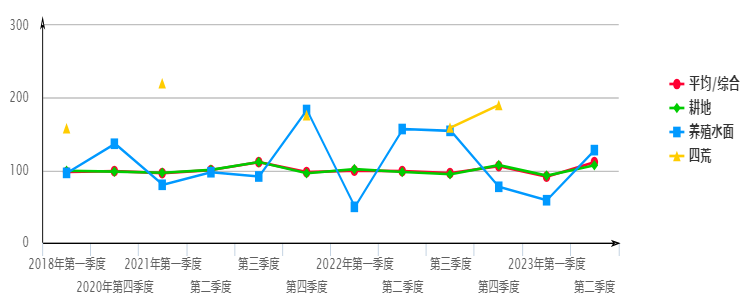 300
200
100
0
2018年第一季度
2020年第四季度
2021年第一季度
第二季度
第三季度
第四季度
2022年第一季度
第二季度
第三季度
第四季度
2023年第一季度
第二季度
平均/综合
耕地
养殖水面
四荒